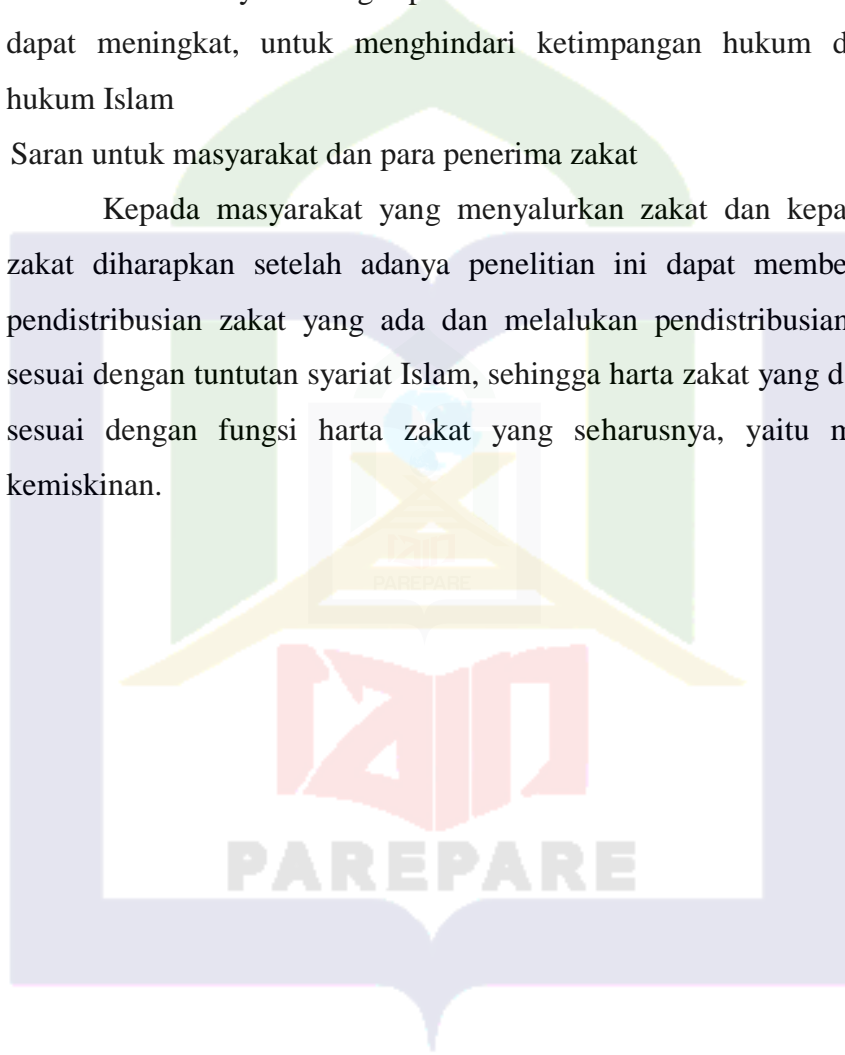 dapat meningkat, untuk menghindari ketimpangan hukum d
hukum Islam
Saran untuk masyarakat dan para penerima zakat
Kepada masyarakat yang menyalurkan zakat dan kepa
zakat diharapkan setelah adanya penelitian ini dapat membe
pendistribusian zakat yang ada dan melalukan pendistribusian
sesuai dengan tuntutan syariat Islam, sehingga harta zakat yang d
sesuai dengan fungsi harta zakat yang seharusnya, yaitu m
kemiskinan.
IAIN
PAREPARE
IAIN
PAREPARE